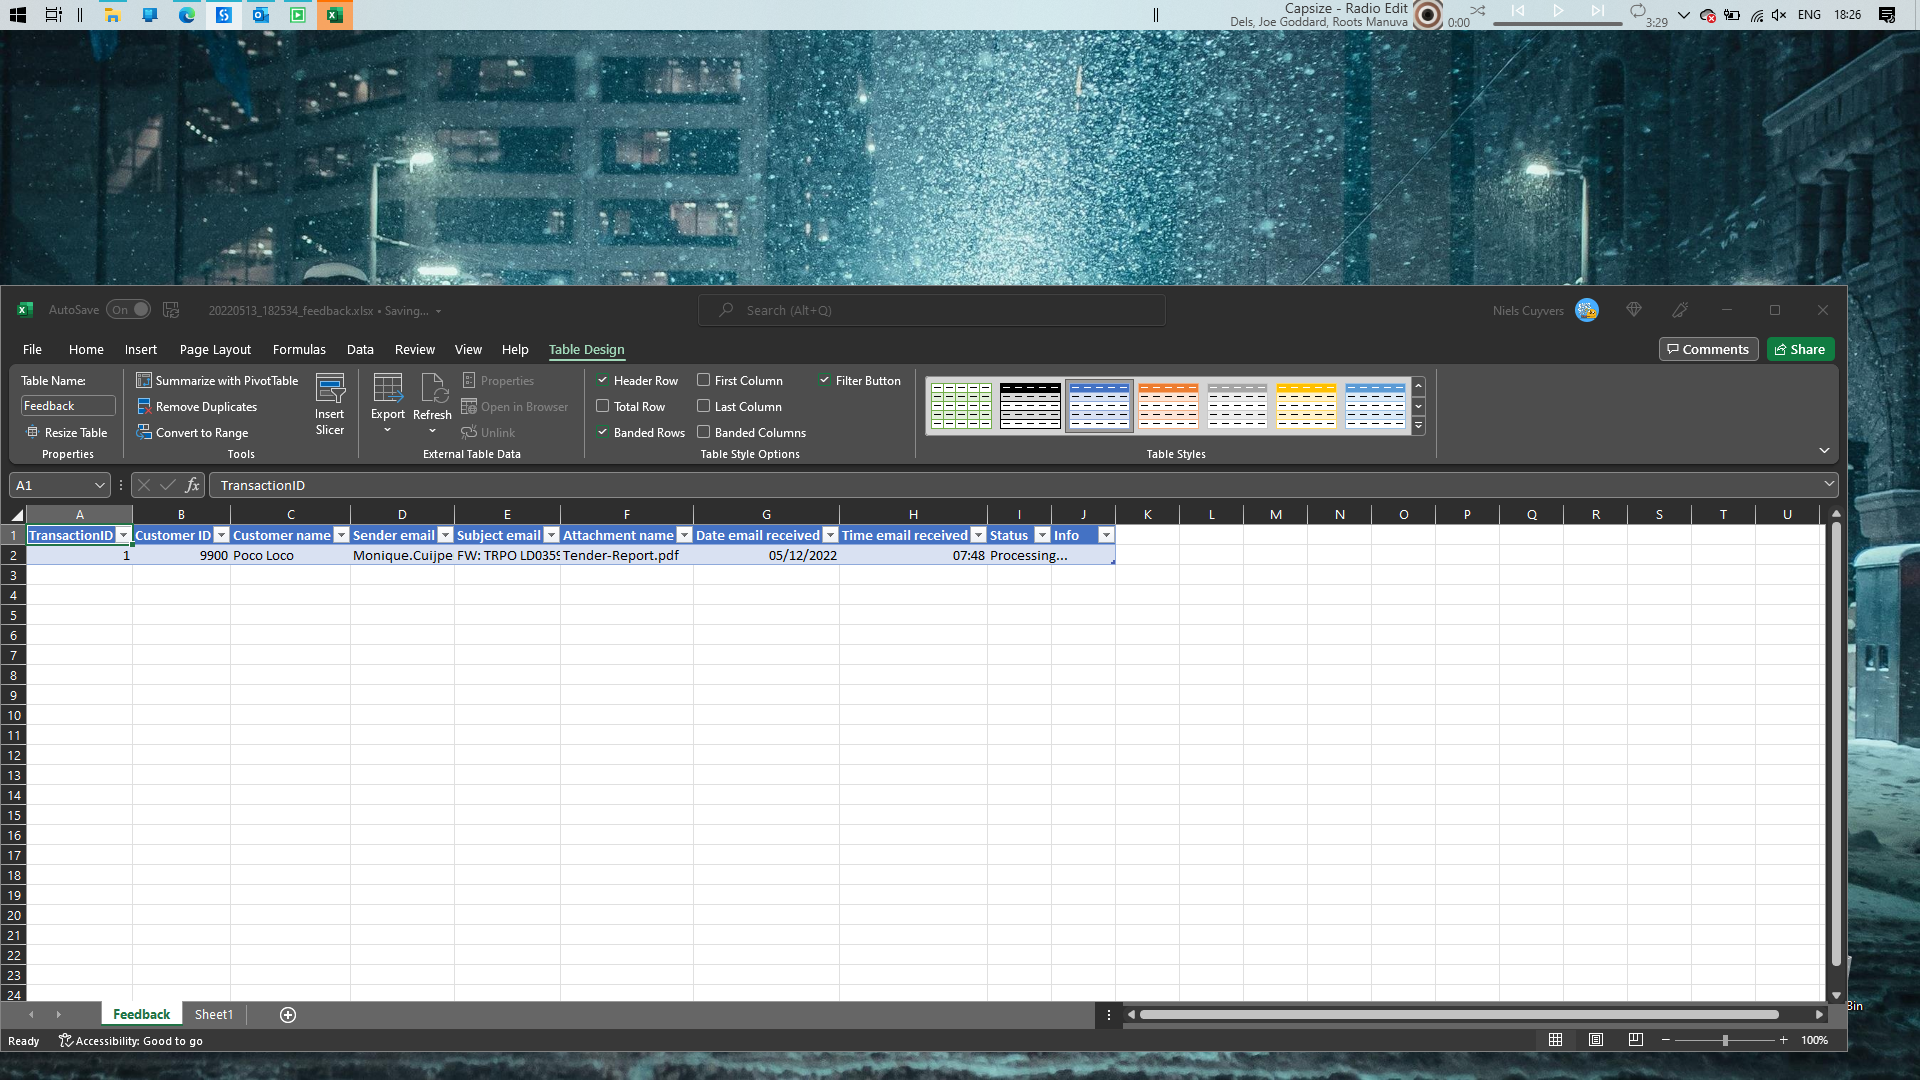 Capsize - Radio Edit
Dels, Joe Goddard, Roots Manuva
0:00
3:29
ENG
18:26
AutoSave
On
20220513_182534_feedback.xlsx • Saving...
Search (Alt+Q)
Niels Cuyvers
File
Home
Insert
Page Layout
Formulas
Data
Review
View
Help
Table Design
Comments
Share
Table Name:
Feedback
Resize Table
Properties
Summarize with PivotTable
Remove Duplicates
Convert to Range
Tools
Insert
Slicer
Export
Refresh
Properties
Open in Browser
Unlink
External Table Data
Header Row
Total Row
Banded Rows
First Column
Last Column
Banded Columns
Filter Button
Table Style Options
Table Styles
A1
fx
TransactionID
A B C D E F G H I J K L M N O P Q R S T U
1 TransactionID Customer ID Customer name Sender email Subject email Attachment name Date email received Time email received Status Info
2 1 9900 Poco Loco Monique.Cuijpe FW: TRPO LD035 Tender-Report.pdf 05/12/2022 07:48 Processing...
3
4
5
6
7
8
9
10
11
12
13
14
15
16
17
18
19
20
21
22
23
24
Bin
Feedback
Sheet1
Ready
Accessibility: Good to go
100%